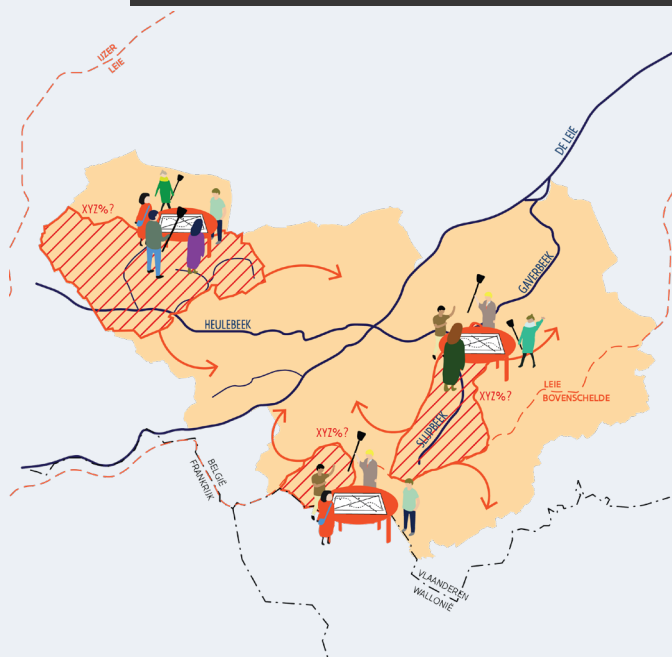 IJZER
LEIE
DE LEIE
XYZ%?
GAVERBEEK
HEULEBEEK
LEIE
BOVENSCHELDE
XYZ%?
SLIJPBEEK
XYZ%?
BELGIË
FRANKRIJK
VLAANDEREN
WALLONIË